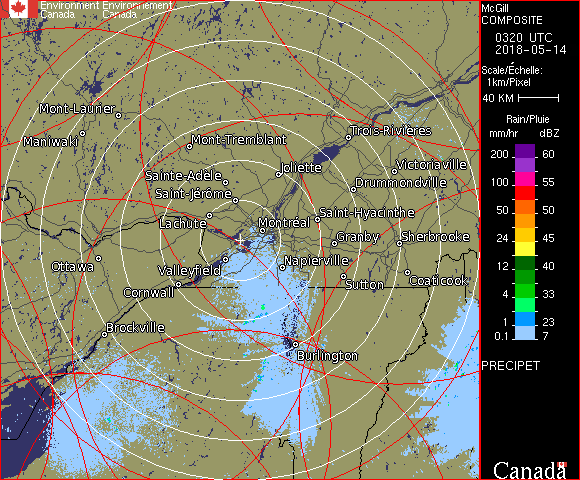 Environment Environnement
Canada Canada
McGill
COMPOSITE
0320 UTC
2018-05-14
Scale/Échelle:
1km/Pixel
40 KM
Rain/Pluie
mm/hr dBZ
200 60
150 57
100 55
50 50
24 45
12 40
4 33
1 23
0.1 7
PRECIPET
Mont-Laurier
Maniwaki
Mont-Tremblant
Trois-Rivières
Sainte-Adèle
Joliette
Victoriaville
Saint-Jérôme
Drummondville
Lachute
Montréal
Saint-Hyacinthe
Granby
Sherbrooke
Ottawa
Valleyfield
Napierville
Cornwall
Sutton
Coaticook
Brockville
Burlington
Canada